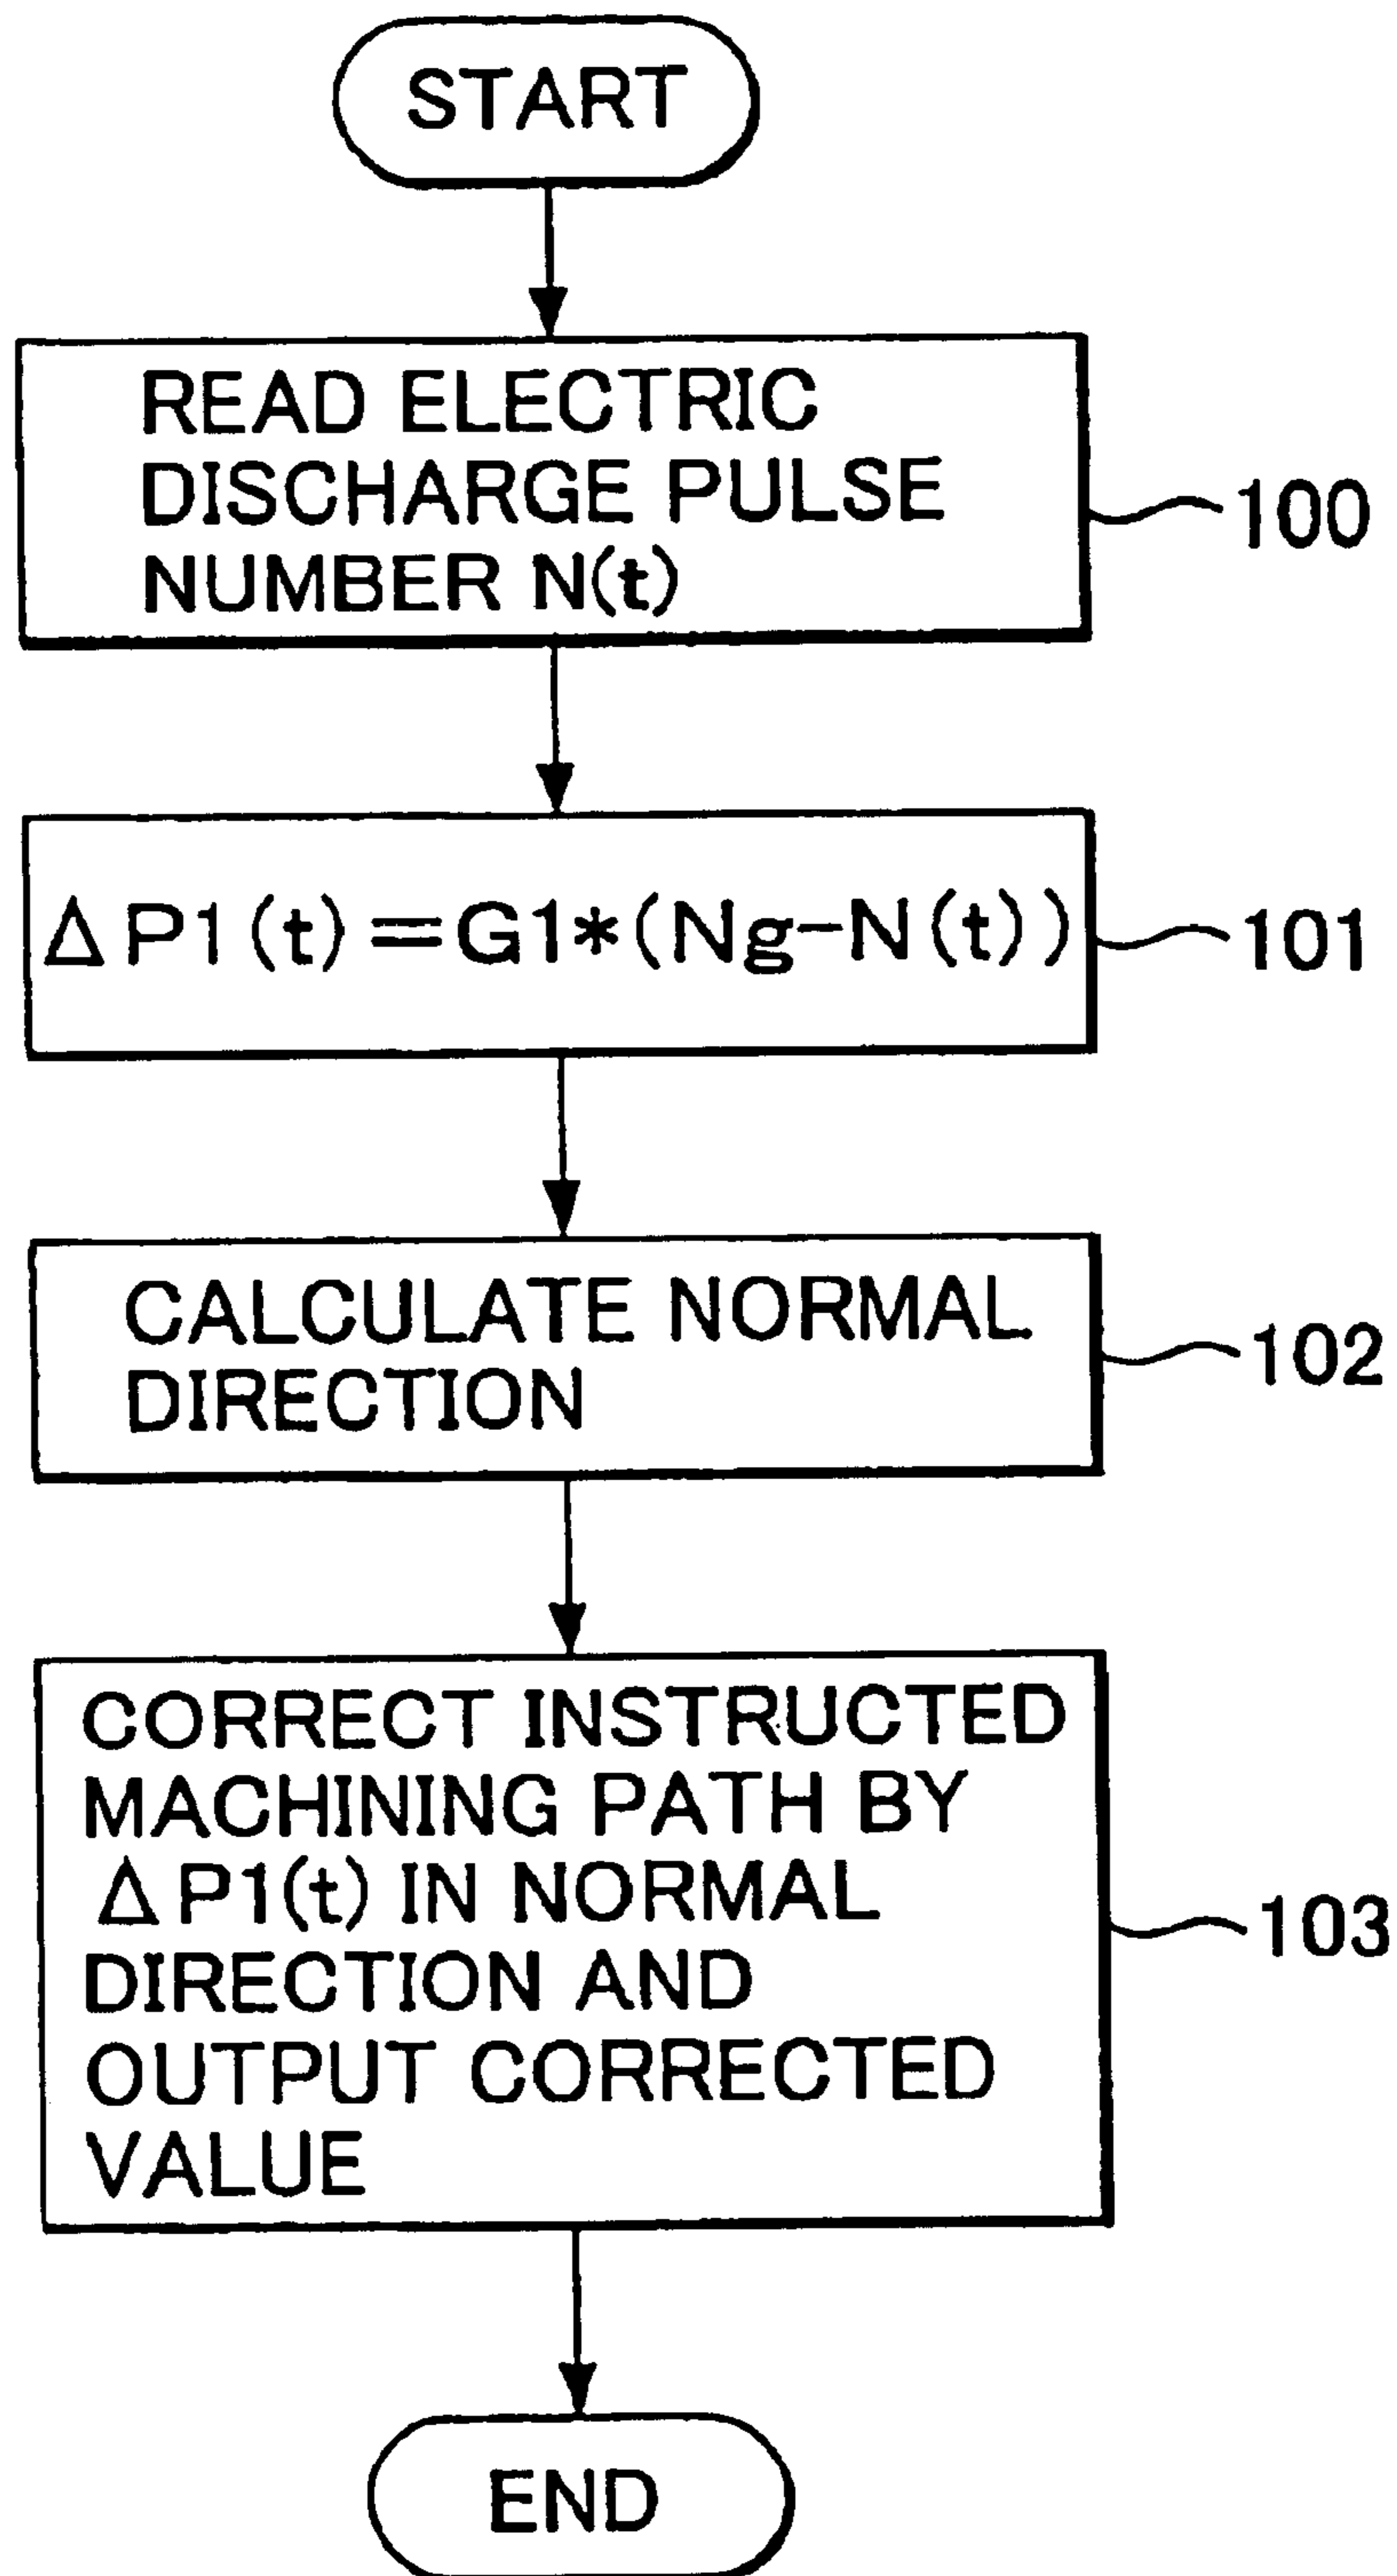 START
READ ELECTRIC
DISCHARGE PULSE
NUMBER N(t)
100
ΔP1(t)=G1*(Ng-N(t))
101
CALCULATE NORMAL
DIRECTION
102
CORRECT INSTRUCTED
MACHINING PATH BY
ΔP1(t) IN NORMAL
DIRECTION AND
OUTPUT CORRECTED
VALUE
103
END